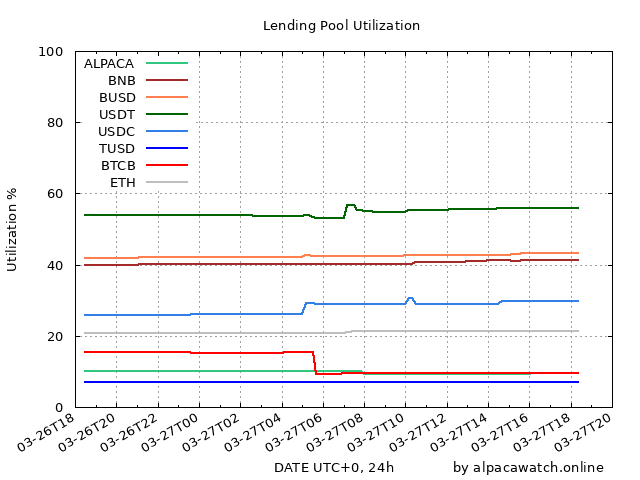 Lending Pool Utilization
100
80
60
40
20
0
Utilization %
ALPACA
BNB
BUSD
USDT
USDC
TUSD
BTCB
ETH
03-26T18
03-26T20
03-26T22
03-27T00
03-27T02
03-27T04
03-27T06
03-27T08
03-27T10
03-27T12
03-27T14
03-27T16
03-27T18
03-27T20
DATE UTC+0, 24h by alpacawatch.online